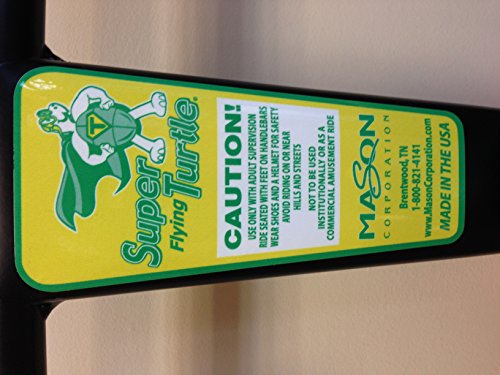 T
Super
Flying Turtle®
CAUTION!
USE ONLY WITH ADULT SUPERVISION
RIDE SEATED WITH FEET ON HANDLEBARS
WEAR SHOES AND A HELMET FOR SAFETY
AVOID RIDING ON OR NEAR
HILLS AND STREETS
NOT TO BE USED
INSTITUTIONALLY OR AS A
COMMERCIAL AMUSEMENT RIDE
MASON
CORPORATION
Brentwood, TN
1-800-821-4141
www.MasonCorporation.com
MADE IN THE USA